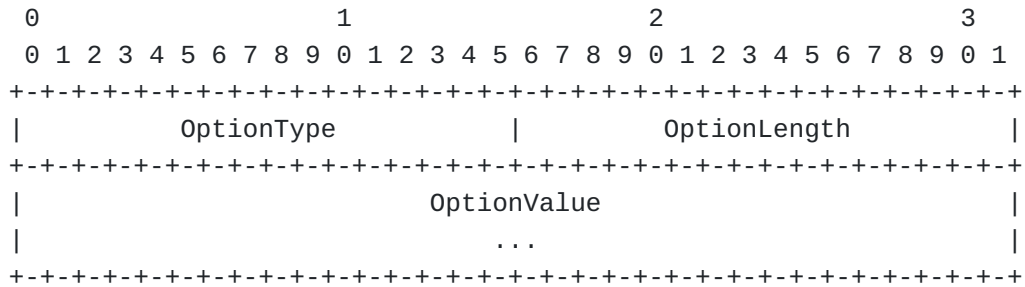 0                   1                   2                   3
 0 1 2 3 4 5 6 7 8 9 0 1 2 3 4 5 6 7 8 9 0 1 2 3 4 5 6 7 8 9 0 1
+-+-+-+-+-+-+-+-+-+-+-+-+-+-+-+-+-+-+-+-+-+-+-+-+-+-+-+-+-+-+-+-+
|          OptionType           |         OptionLength          |
+-+-+-+-+-+-+-+-+-+-+-+-+-+-+-+-+-+-+-+-+-+-+-+-+-+-+-+-+-+-+-+-+
|                          OptionValue                          |
|                              ...                              |
+-+-+-+-+-+-+-+-+-+-+-+-+-+-+-+-+-+-+-+-+-+-+-+-+-+-+-+-+-+-+-+-+